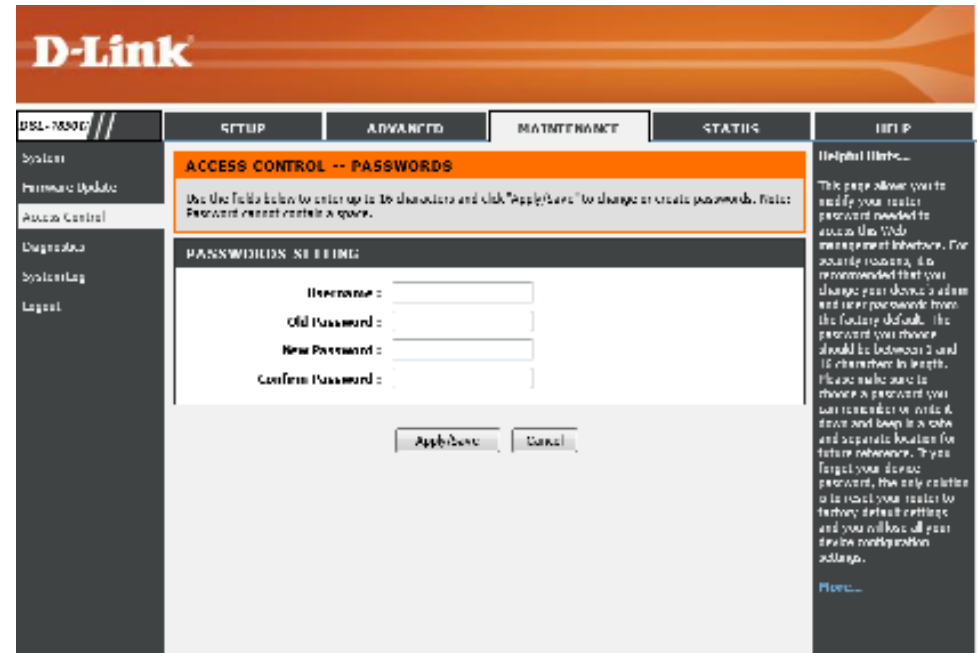 D-Link
SETUP
ADVANCED
MAINTENANCE
STATUS
HELP
System
Firmware Update
Access Control
Diagnostics
System Log
Logout
ACCESS CONTROL -- PASSWORDS
Use the fields below to enter up to 16 characters and click "Apply/Save" to change or create passwords. Note:
Password cannot contain a space.
PASSWORDS SETTING
Username :
Old Password :
New Password :
Confirm Password :
Apply/Save
Cancel
Helpful Hints...
This page allows you to
modify your router
password needed to
access this Web
management interface. For
security reasons, it is
recommended that you
change your device's admin
and user passwords from
the factory default. The
password you choose
should be between 1 and
16 characters in length.
Please make sure to
choose a password you
can remember or write it
down and keep in a safe
and separate location for
future reference. If you
forget your device
password, the only solution
is to reset your router to
factory default settings
and you will lose all your
device configuration
settings.
More...